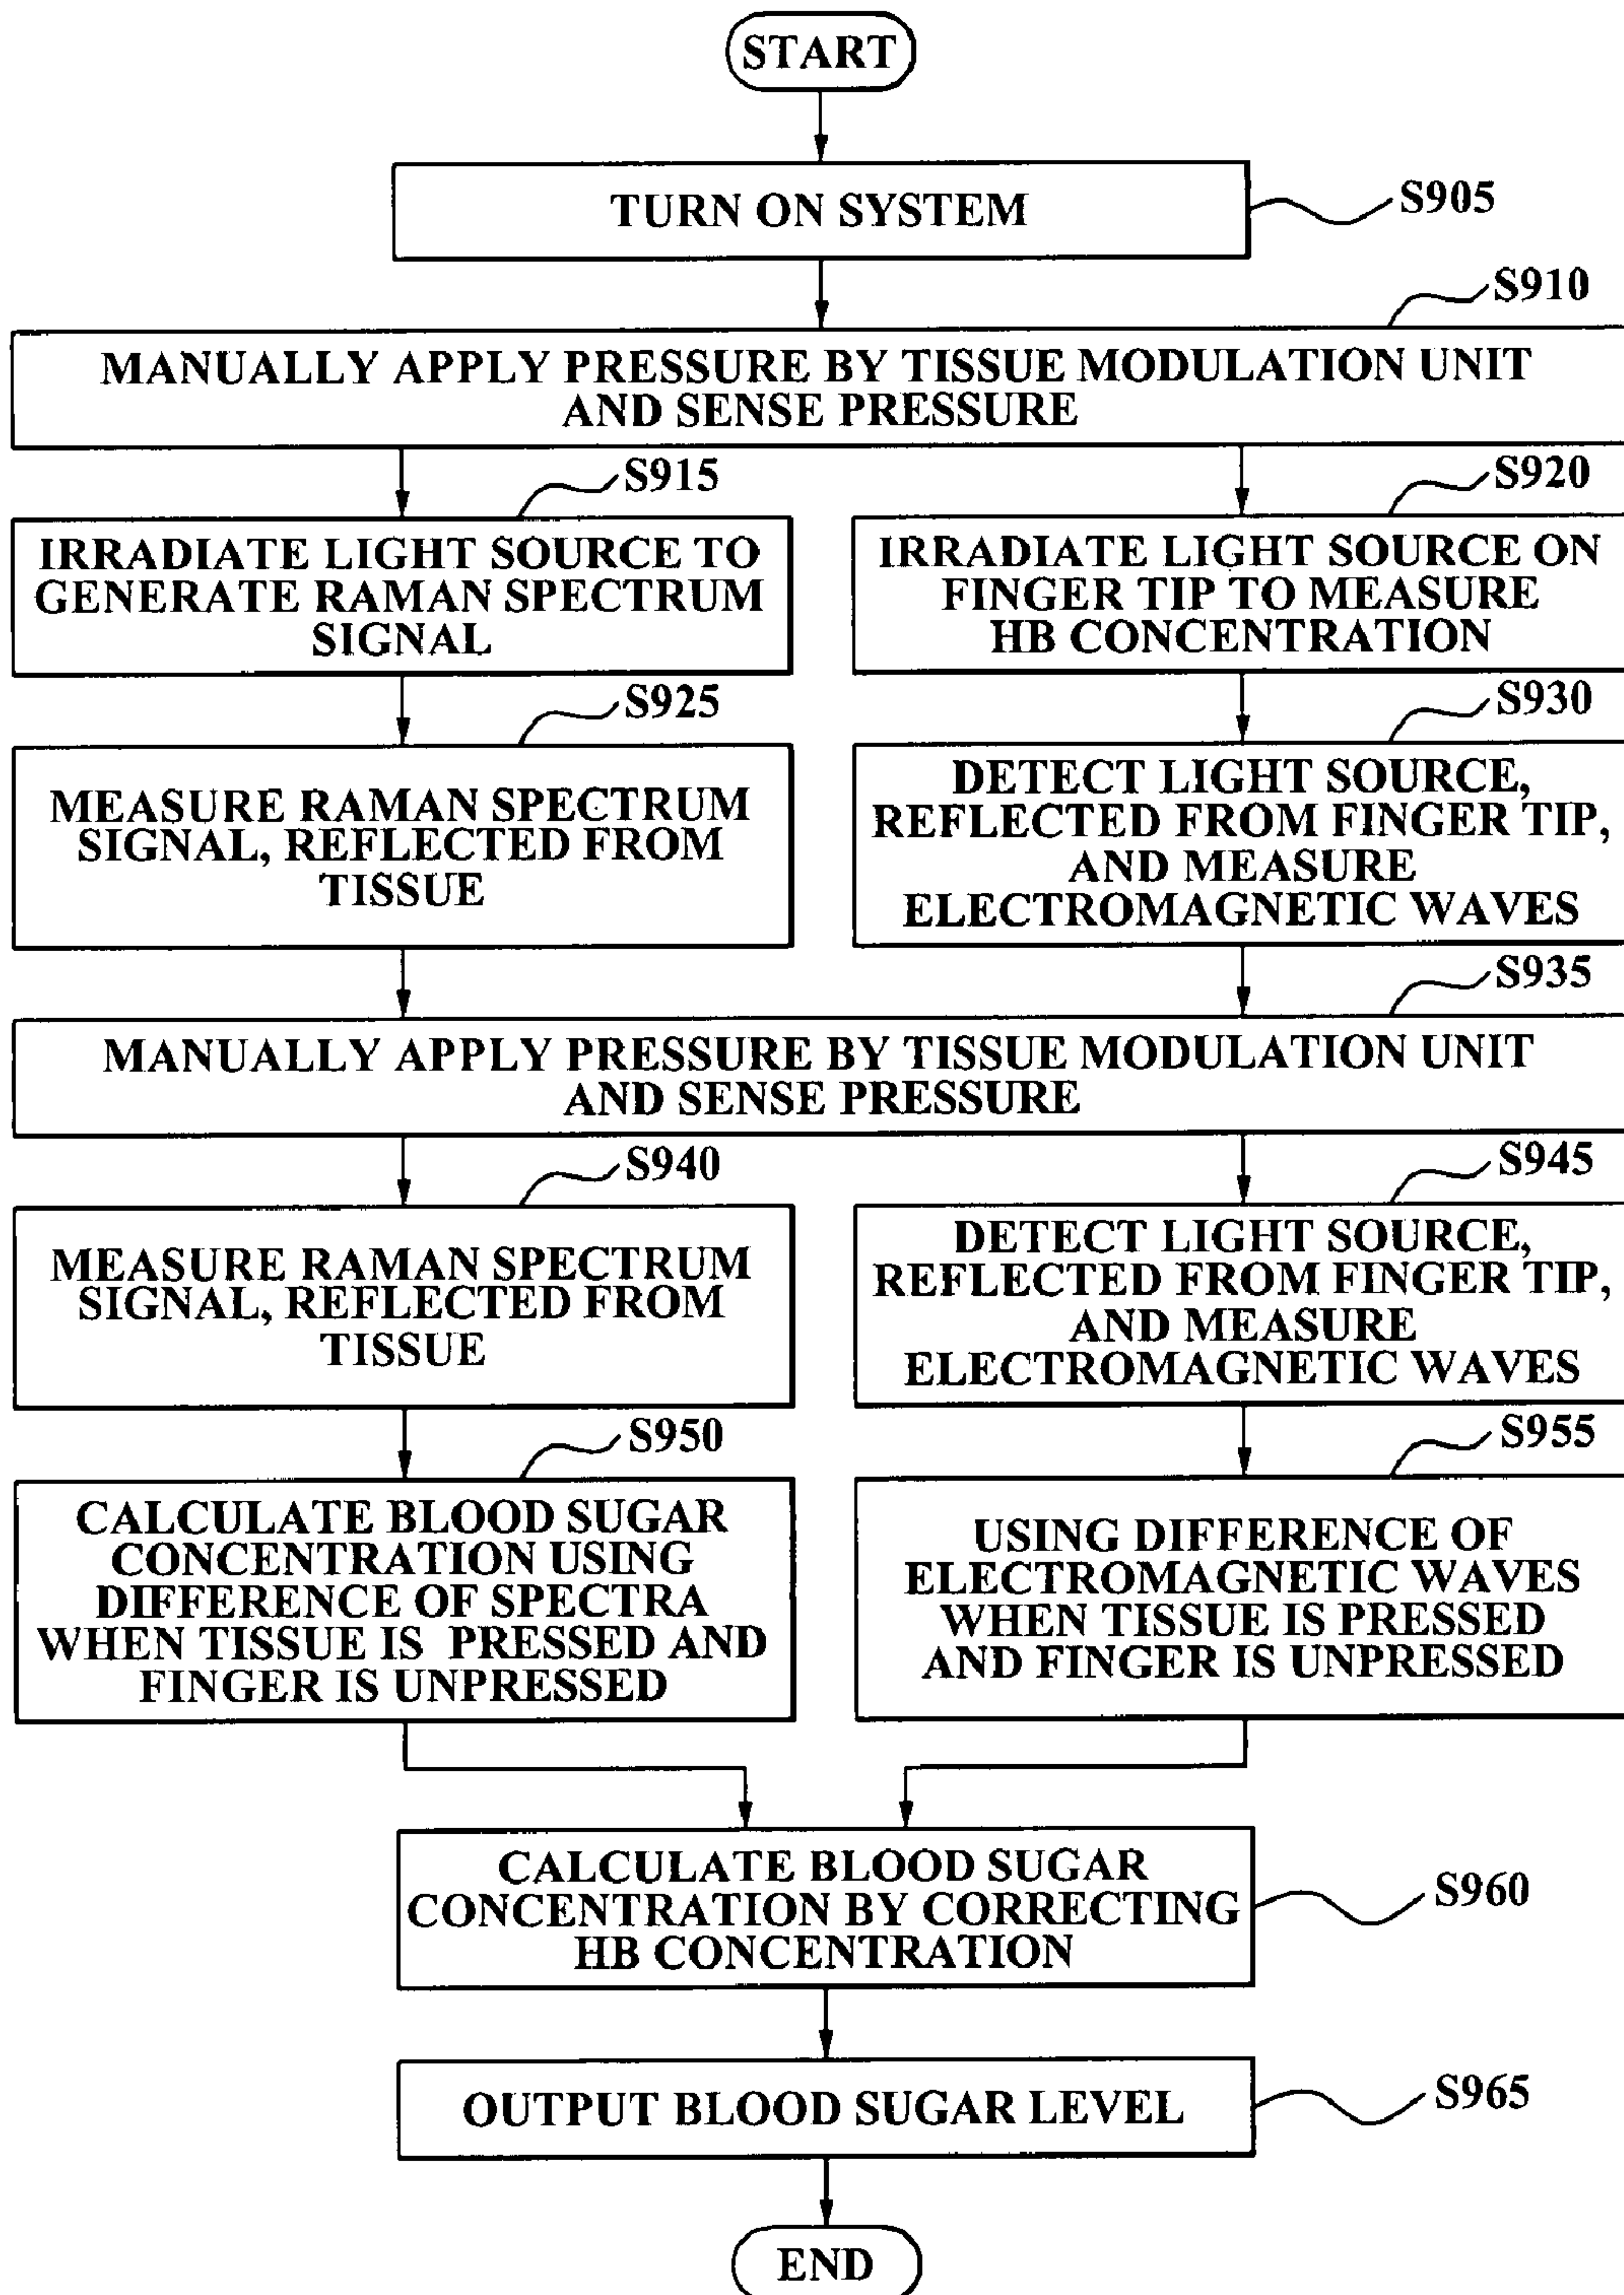 START
TURN ON SYSTEM
S905
S910
MANUALLY APPLY PRESSURE BY TISSUE MODULATION UNIT
AND SENSE PRESSURE
S915
IRRADIATE LIGHT SOURCE TO
GENERATE RAMAN SPECTRUM
SIGNAL
S920
IRRADIATE LIGHT SOURCE ON
FINGER TIP TO MEASURE
HB CONCENTRATION
S925
MEASURE RAMAN SPECTRUM
SIGNAL, REFLECTED FROM
TISSUE
S930
DETECT LIGHT SOURCE,
REFLECTED FROM FINGER TIP,
AND MEASURE
ELECTROMAGNETIC WAVES
S935
MANUALLY APPLY PRESSURE BY TISSUE MODULATION UNIT
AND SENSE PRESSURE
S940
MEASURE RAMAN SPECTRUM
SIGNAL, REFLECTED FROM
TISSUE
S945
DETECT LIGHT SOURCE,
REFLECTED FROM FINGER TIP,
AND MEASURE
ELECTROMAGNETIC WAVES
S950
CALCULATE BLOOD SUGAR
CONCENTRATION USING
DIFFERENCE OF SPECTRA
WHEN TISSUE IS PRESSED AND
FINGER IS UNPRESSED
S955
USING DIFFERENCE OF
ELECTROMAGNETIC WAVES
WHEN TISSUE IS PRESSED
AND FINGER IS UNPRESSED
CALCULATE BLOOD SUGAR
CONCENTRATION BY CORRECTING
HB CONCENTRATION
S960
OUTPUT BLOOD SUGAR LEVEL
S965
END